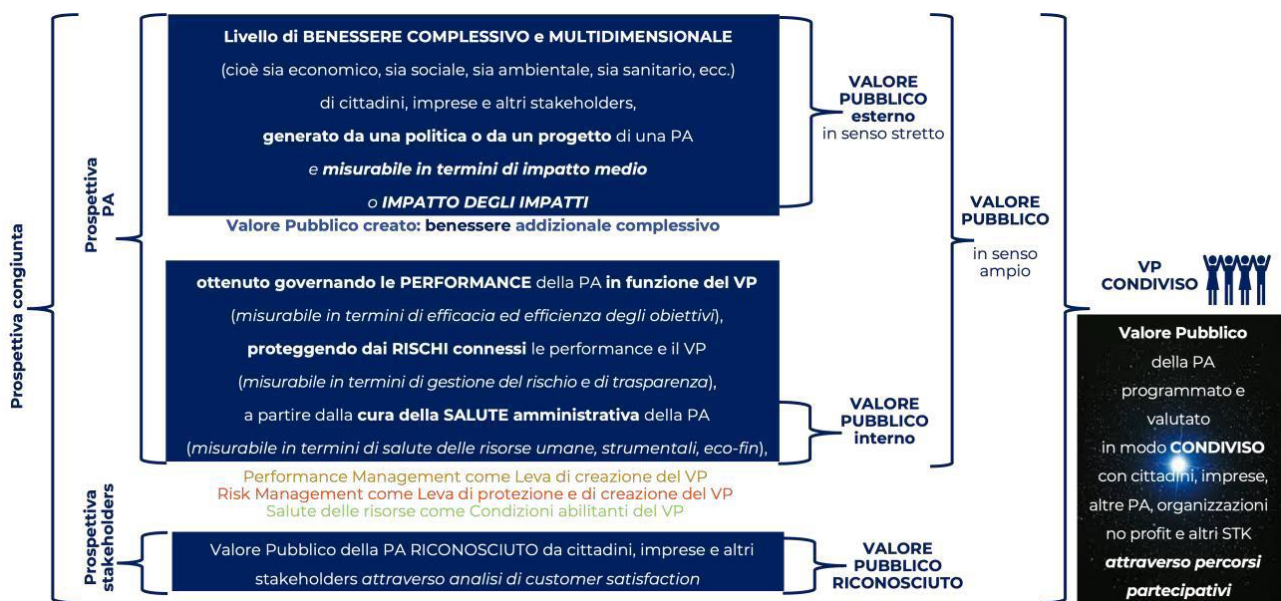 Prospettiva congiunta
Prospettiva
PA
Livello di BENESSERE COMPLESSIVO e MULTIDIMENSIONALE
(cioè sia economico, sia sociale, sia ambientale, sia sanitario, ecc.)
di cittadini, imprese e altri stakeholders,
generato da una politica o da un progetto di una PA
e misurabile in termini di impatto medio
o IMPATTO DEGLI IMPATTI
Valore Pubblico creato: benessere addizionale complessivo
VALORE
PUBBLICO
esterno
in senso stretto
ottenuto governando le PERFORMANCE della PA in funzione del VP
(misurabile in termini di efficacia ed efficienza degli obiettivi),
proteggendo dai RISCHI connessi le performance e il VP
(misurabile in termini di gestione del rischio e di trasparenza),
a partire dalla cura della SALUTE amministrativa della PA
(misurabile in termini di salute delle risorse umane, strumentali, eco-fin),
VALORE
PUBBLICO
interno
Performance Management come Leva di creazione del VP
Risk Management come Leva di protezione e di creazione del VP
Salute delle risorse come Condizioni abilitanti del VP
VALORE
PUBBLICO
in senso
ampio
Prospettiva
stakeholders
Valore Pubblico della PA RICONOSCIUTO da cittadini, imprese e altri
stakeholders attraverso analisi di customer satisfaction
VALORE
PUBBLICO
RICONOSCIUTO
VP
CONDIVISO
Valore Pubblico
della PA
programmato e
valutato
in modo CONDIVISO
con cittadini, imprese,
altre PA, organizzazioni
no profit e altri STK
attraverso percorsi
partecipativi